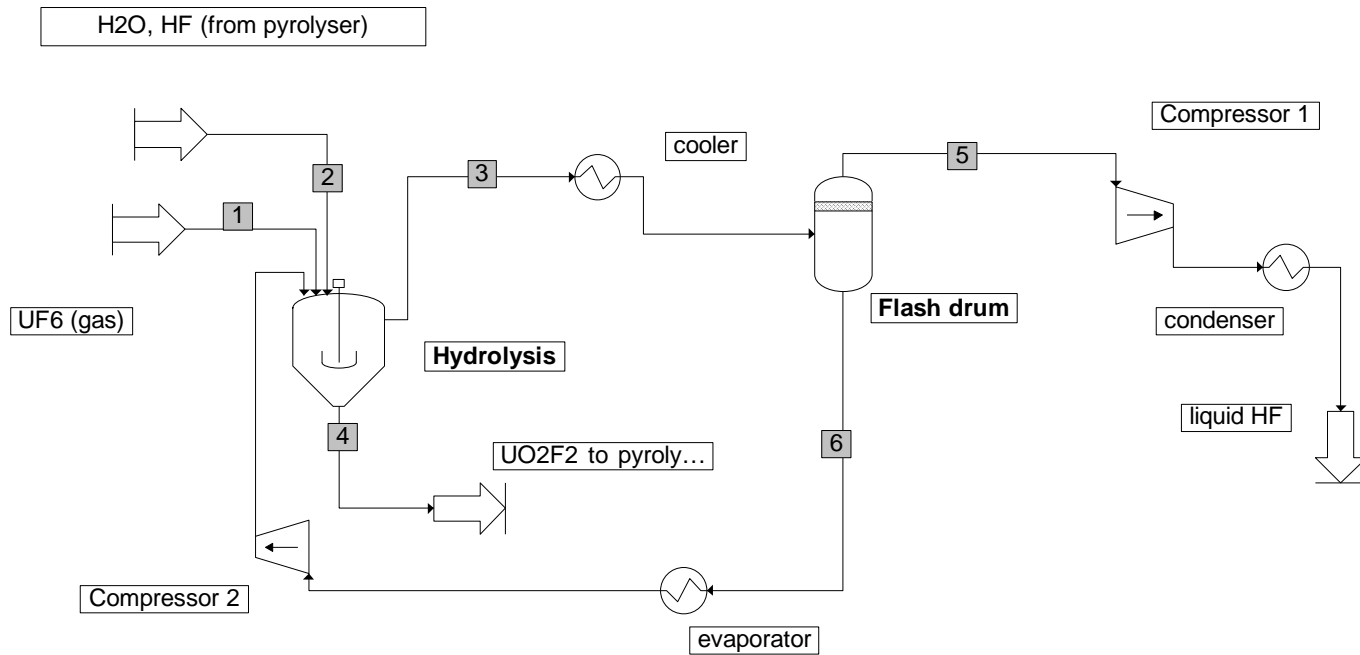 H2O, HF (from pyrolyser)
Compressor 1
cooler
5
3
2
1
UF6 (gas)
Flash drum
condenser
Hydrolysis
liquid HF
4
6
UO2F2 to pyroly…
Compressor 2
evaporator